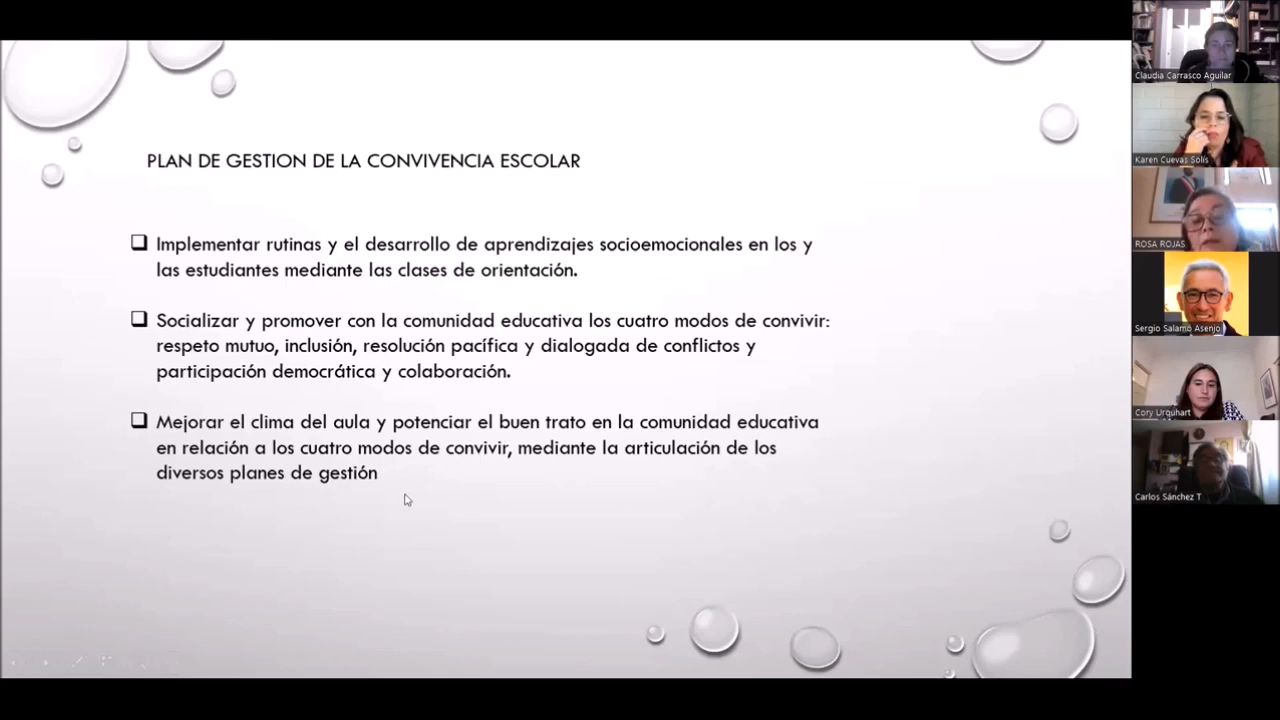 PLAN DE GESTION DE LA CONVIVENCIA ESCOLAR
Implementar rutinas y el desarrollo de aprendizajes socioemocionales en los y
las estudiantes mediante las clases de orientación.
Socializar y promover con la comunidad educativa los cuatro modos de convivir:
respeto mutuo, inclusión, resolución pacífica y dialogada de conflictos y
participación democrática y colaboración.
Mejorar el clima del aula y potenciar el buen trato en la comunidad educativa
en relación a los cuatro modos de convivir, mediante la articulación de los
diversos planes de gestión
Claudia Carrasco Aguilar
Karen Cuevas Solís
ROSA ROJAS
Sergio Salamó Asenjo
Cory Urquhart
Carlos Sánchez T